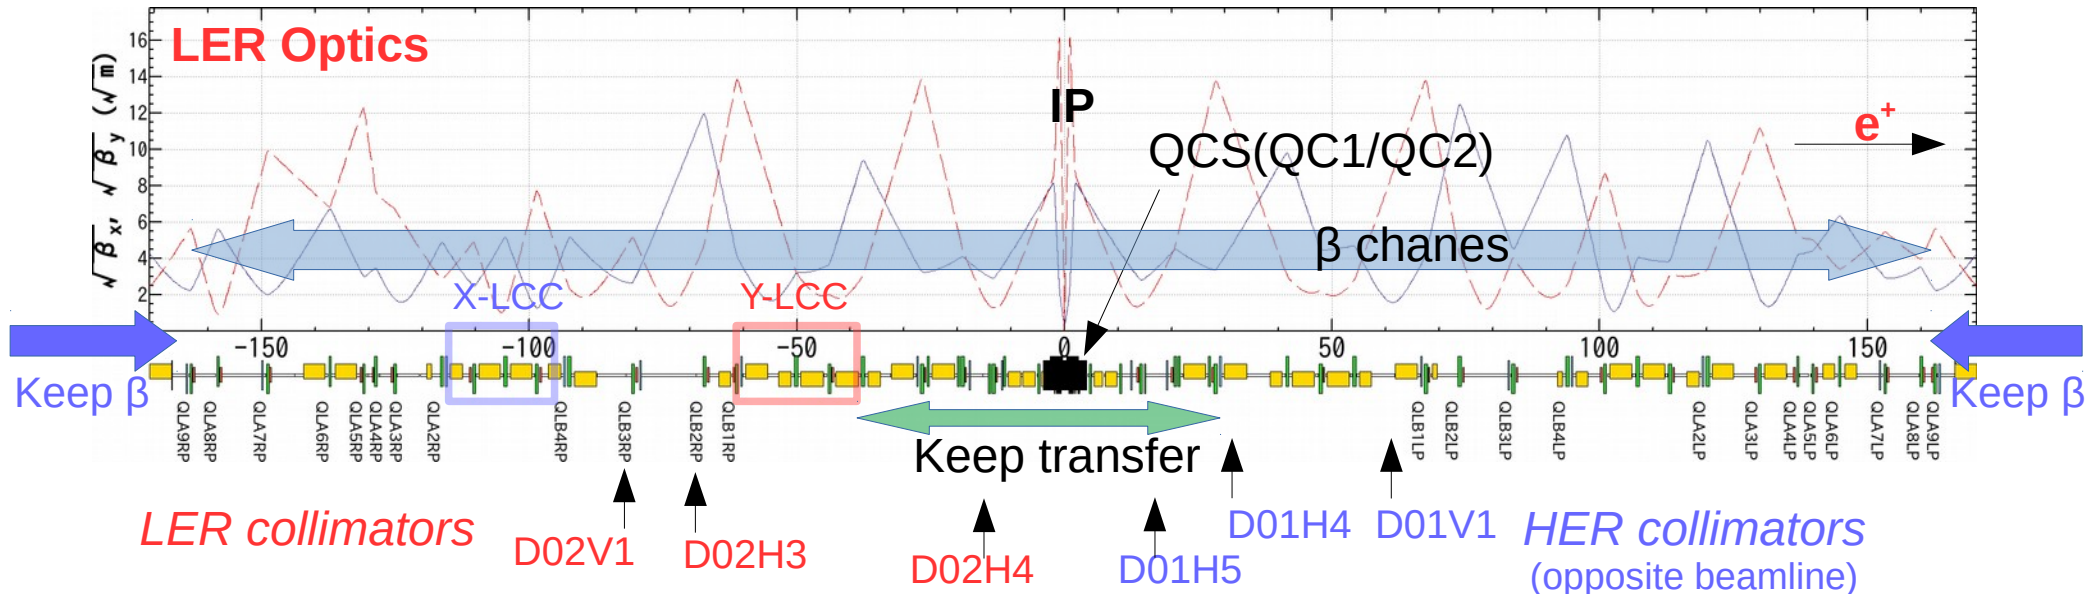 LER Optics
√βx, √βy (√m)
16
14
12
10
8
6
4
2
IP
QCS(QC1/QC2)
e+
β chanes
X-LCC
Y-LCC
-150
-100
-50
0
50
100
150
Keep β
Keep β
QLA9RP
QLA8RP
QLA7RP
QLA6RP
QLA5RP
QLA4RP
QLA3RP
QLA2RP
QLB4RP
QLB3RP
QLB2RP
QLB1RP
QLB1LP
QLB2LP
QLB3LP
QLB4LP
QLA2LP
QLA3LP
QLA4LP
QLA5LP
QLA6LP
QLA7LP
QLA8LP
QLA9LP
Keep transfer
LER collimators
D02V1
D02H3
D02H4
D01H5
D01H4
D01V1
HER collimators
(opposite beamline)